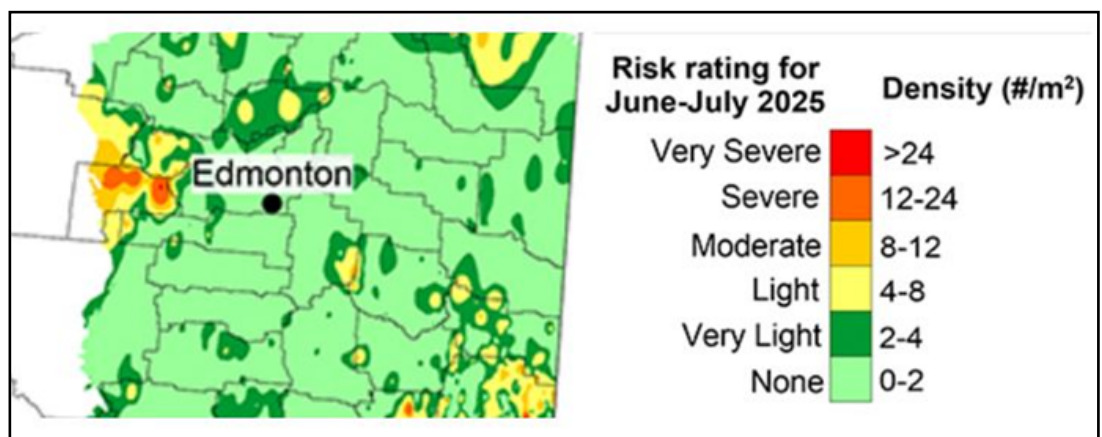 Edmonton
Risk rating for
June-July 2025
Density (#/m²)
Very Severe >24
Severe 12-24
Moderate 8-12
Light 4-8
Very Light 2-4
None 0-2